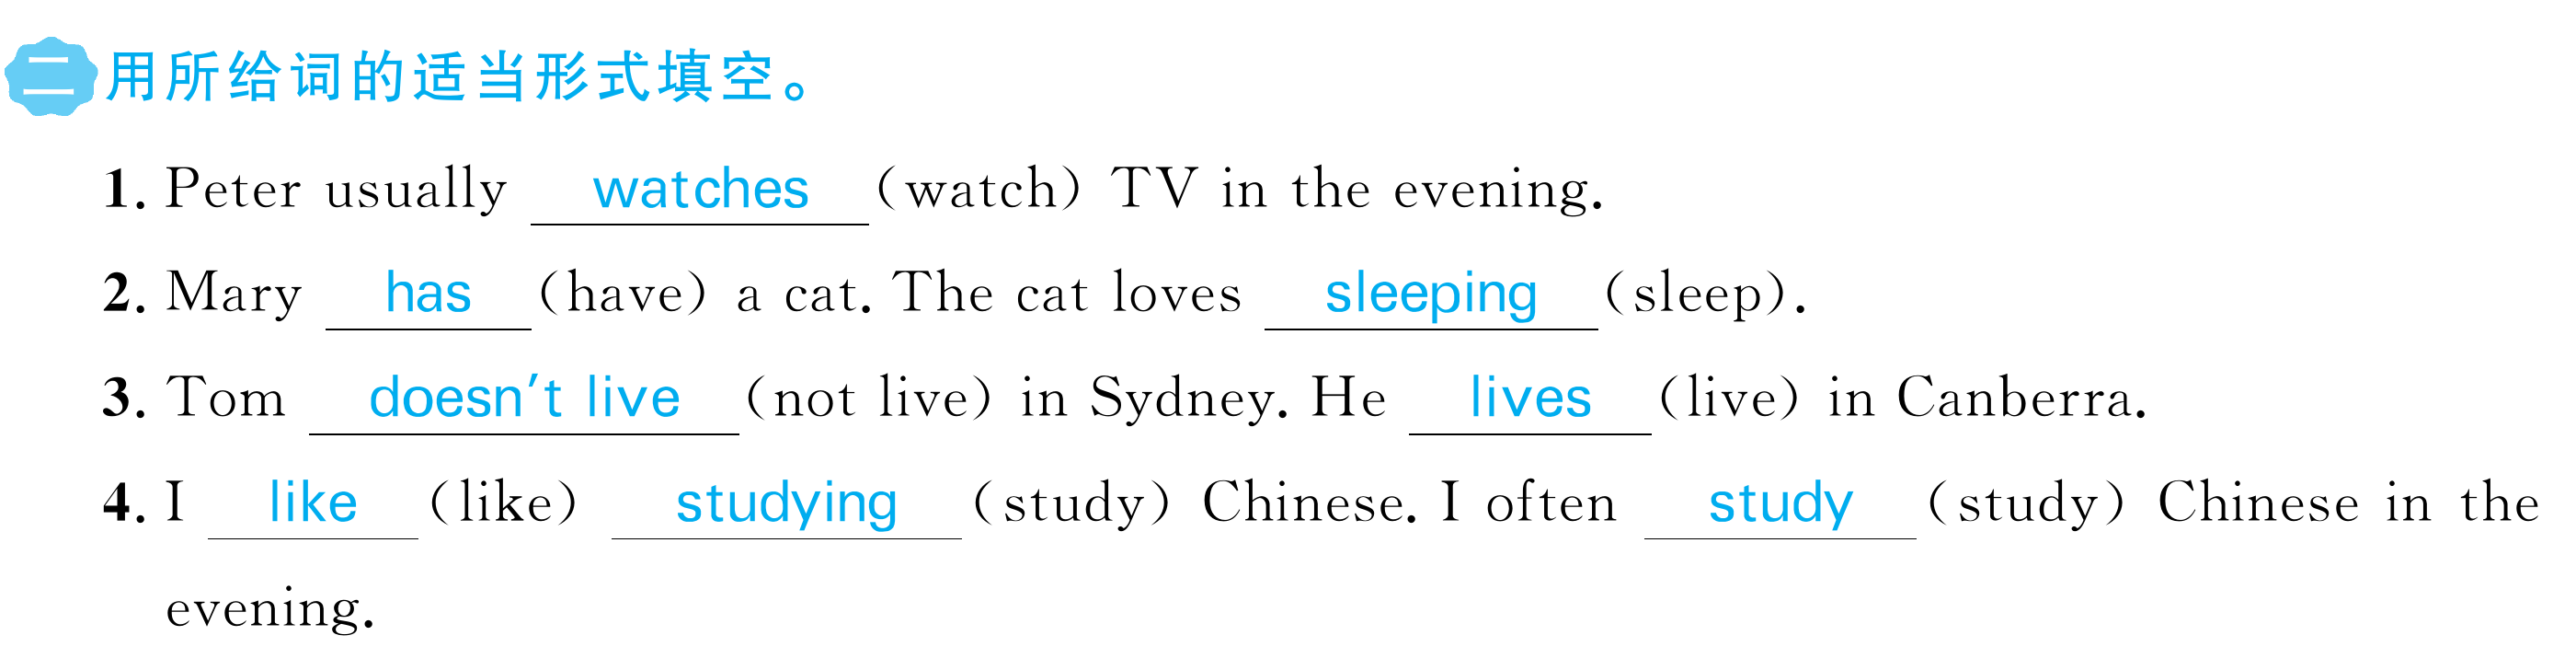 二 用所给词的适当形式填空。
1. Peter usually watches (watch) TV in the evening.
2. Mary has (have) a cat. The cat loves sleeping (sleep).
3. Tom doesn't live (not live) in Sydney. He lives (live) in Canberra.
4. I like (like) studying (study) Chinese. I often study (study) Chinese in the
evening.